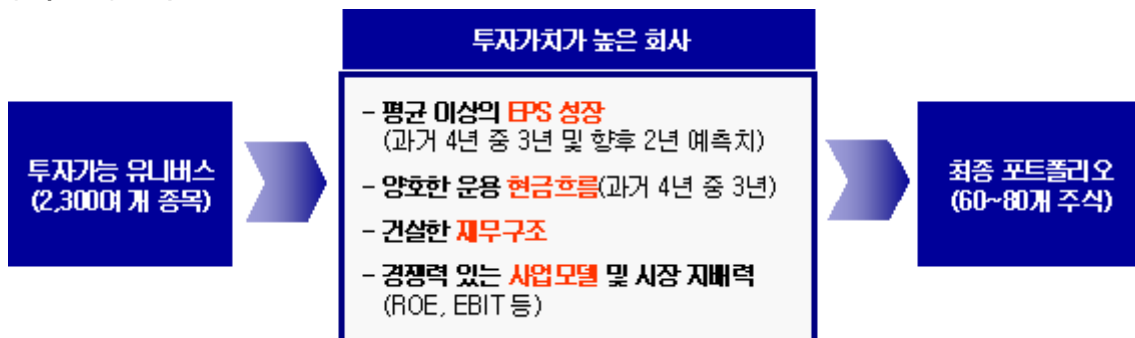 투자가능 유니버스
(2,300여 개 종목)
투자가치가 높은 회사
- 평균 이상의 EPS 성장
(과거 4년 중 3년 및 향후 2년 예측치)
- 양호한 운용 현금흐름(과거 4년 중 3년)
- 건실한 재무구조
- 경쟁력 있는 사업모델 및 시장 지배력
(ROE, EBIT 등)
최종 포트폴리오
(60~80개 주식)